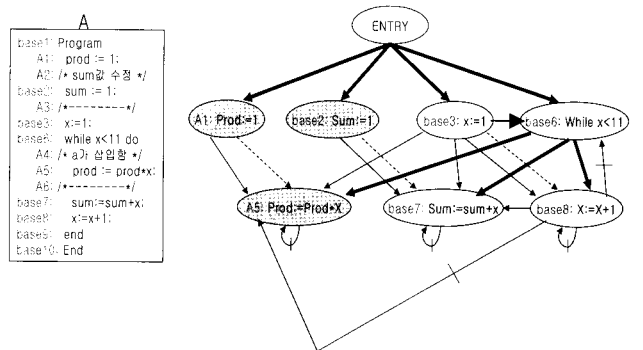 A
base1: Program
A1: prod := 1;
A2: /* sum값 수정 */
base2: sum := 1;
A3: /*---------*/
base3: x:=1;
base6: while x<11 do
A4: /* a가 삽입함 */
A5: prod := prod*x;
A6: /*---------*/
base7: sum:=sum+x;
base8: x:=x+1;
base9: end
base10: End
ENTRY
A1: Prod:=1
base2: Sum:=1
base3: x:=1
base6: While x<11
A5: Prod:=Prod*X
base7: Sum:=sum+x
base8: X:=X+1